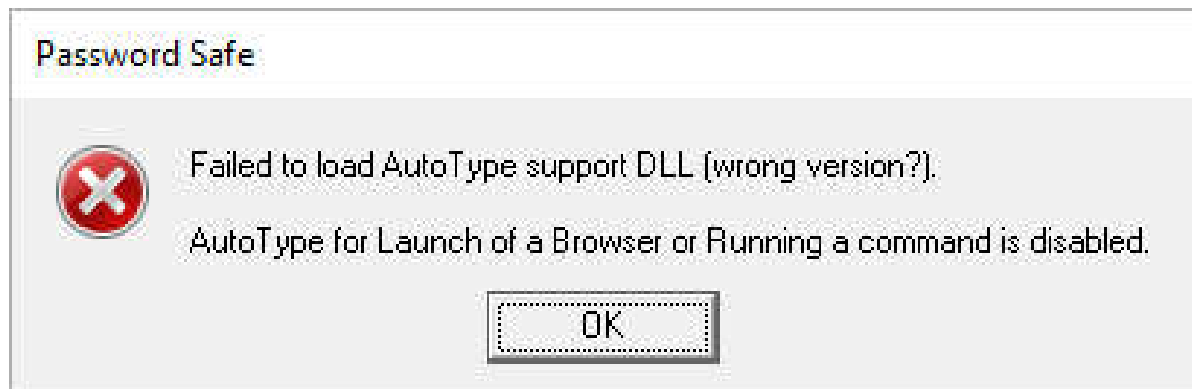 Password Safe
Failed to load AutoType support DLL (wrong version?).
AutoType for Launch of a Browser or Running a command is disabled.
OK